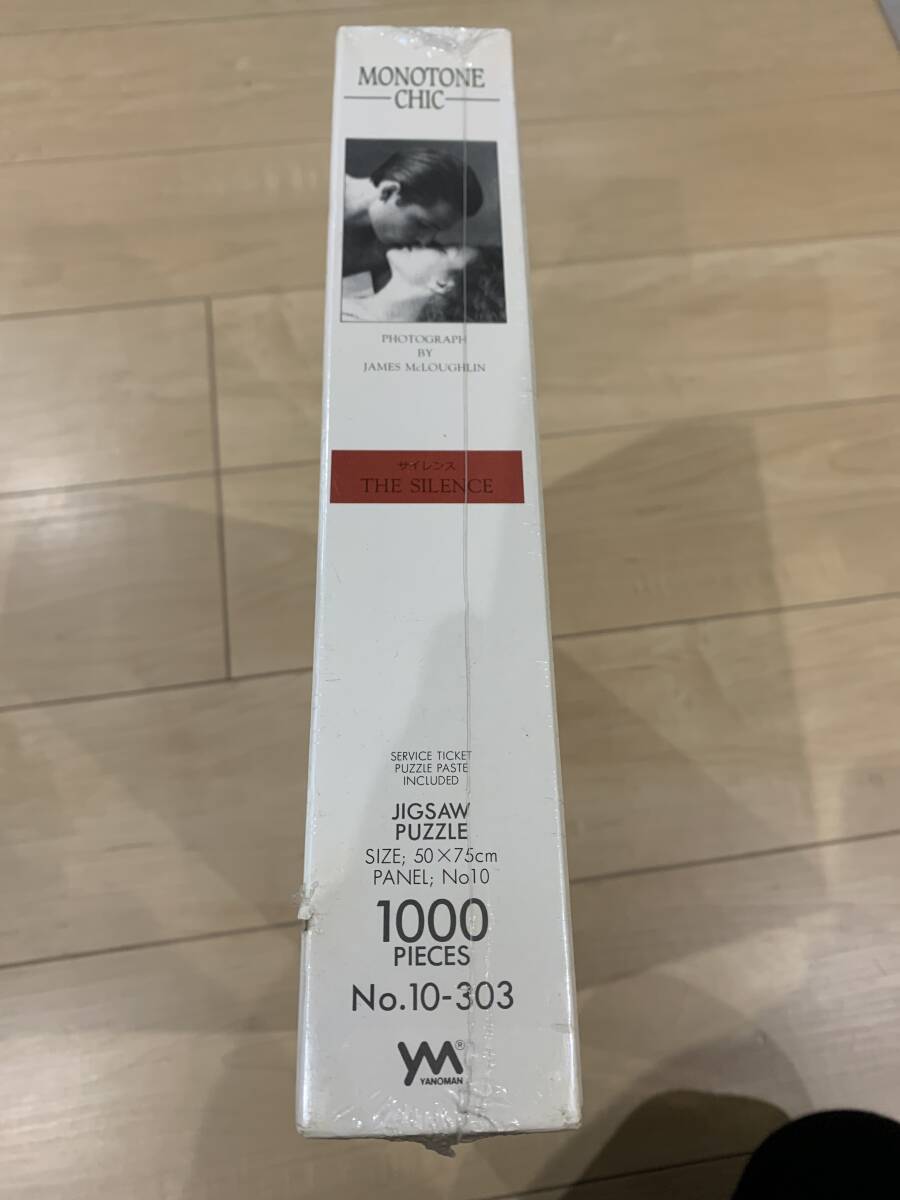 MONOTONE
CHIC
PHOTOGRAPH
BY
JAMES McLOUGHLIN
サイレンス
THE SILENCE
SERVICE TICKET
PUZZLE PASTE
INCLUDED
JIGSAW
PUZZLE
SIZE; 50×75cm
PANEL; No10
1000
PIECES
No.10-303
YM®
YANOMAN